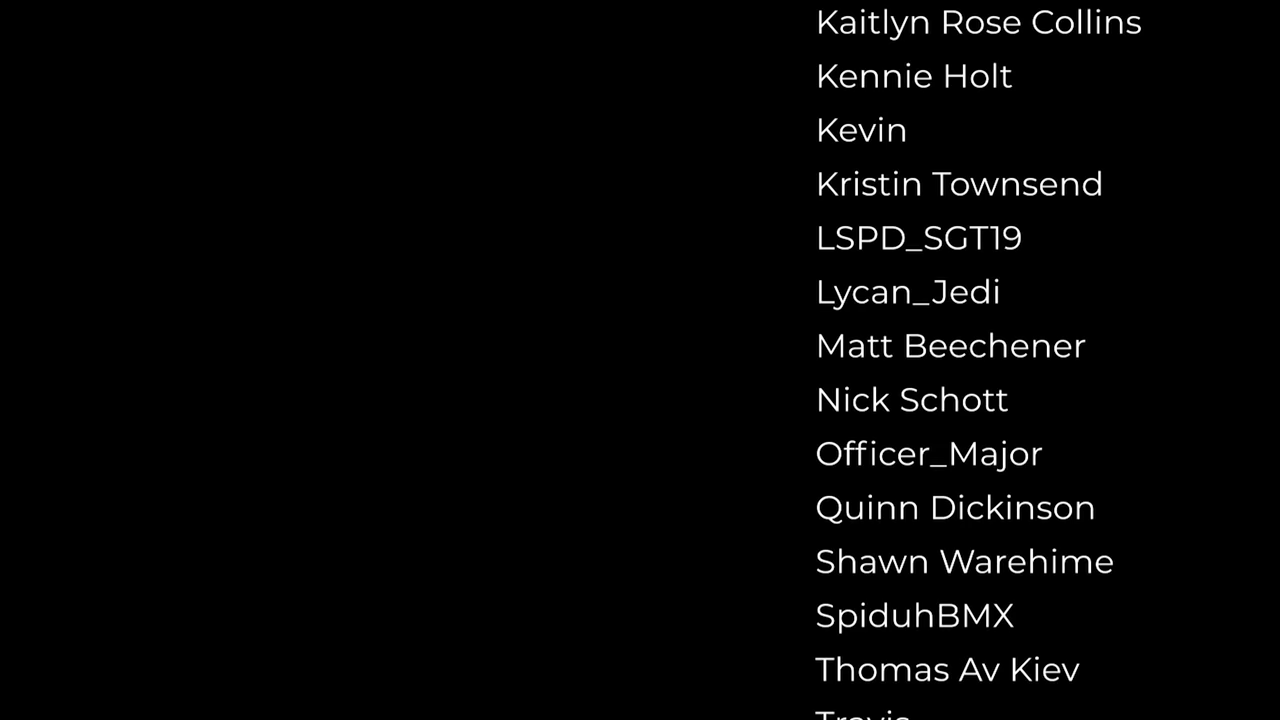 Kaitlyn Rose Collins
Kennie Holt
Kevin
Kristin Townsend
LSPD_SGT19
Lycan_Jedi
Matt Beechener
Nick Schott
Officer_Major
Quinn Dickinson
Shawn Warehime
SpiduhBMX
Thomas Av Kiev
Travis